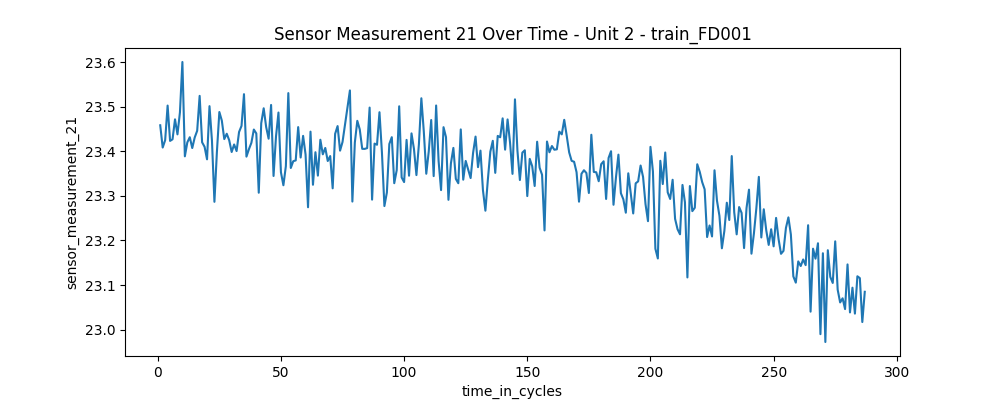 Sensor Measurement 21 Over Time - Unit 2 - train_FD001
23.6
23.5
23.4
23.3
23.2
23.1
23.0
sensor_measurement_21
0 50 100 150 200 250 300
time_in_cycles